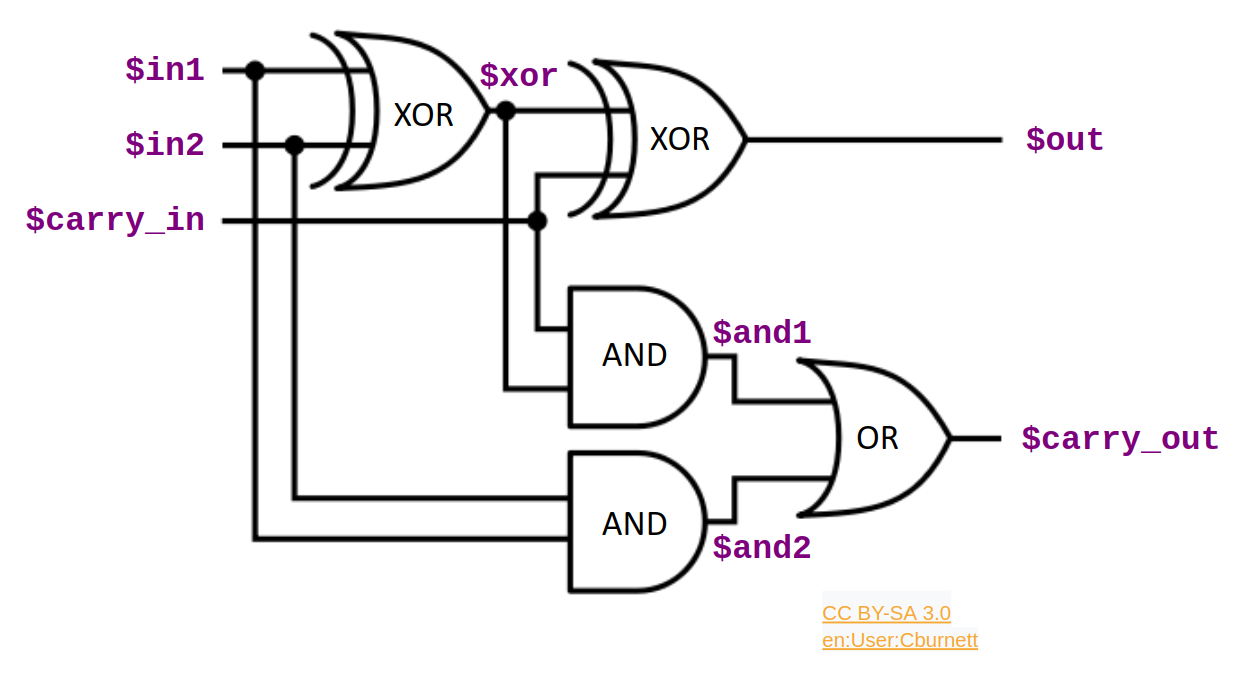 $in1
XOR
$xor
XOR
$in2
$out
$carry_in
$and1
AND
OR
$carry_out
AND
$and2
CC BY-SA 3.0
en:User:Cburnett